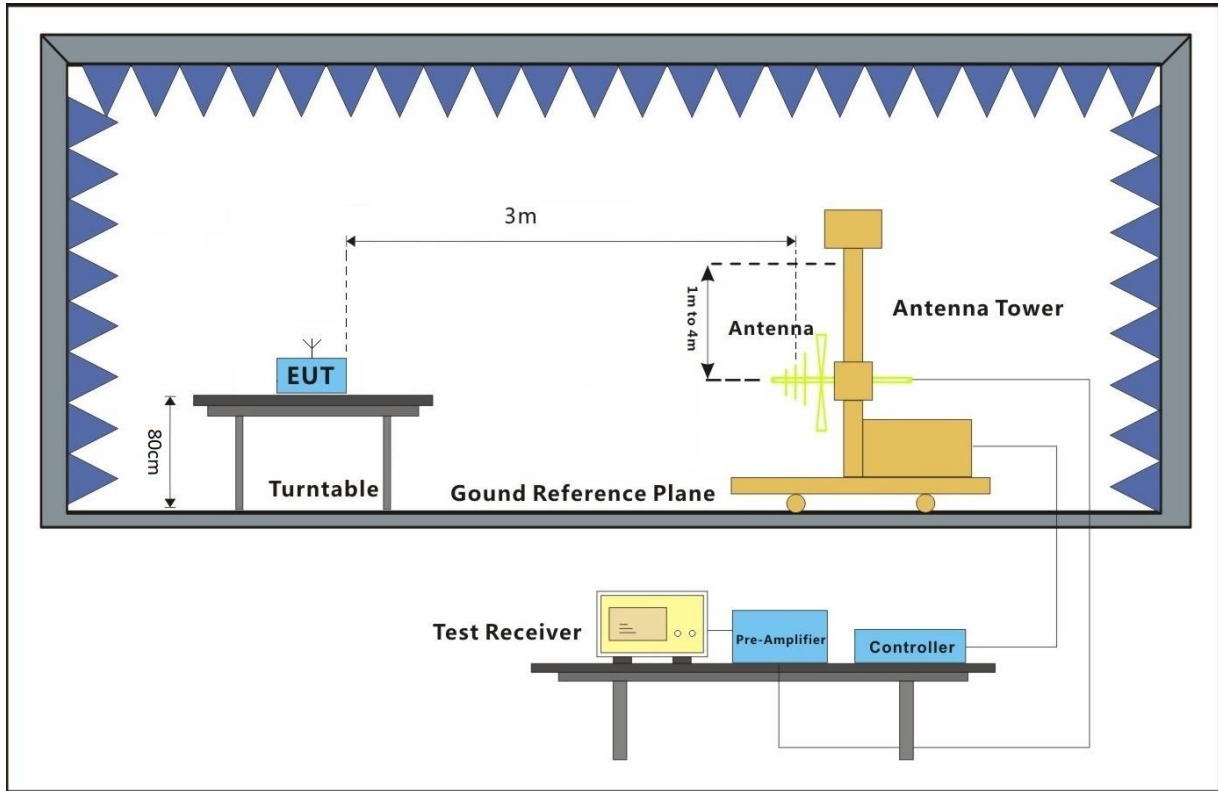 3m
1m to 4m
Antenna Tower
Antenna
EUT
80cm
Turntable
Gound Reference Plane
Test Receiver
Pre-Amplifier
Controller